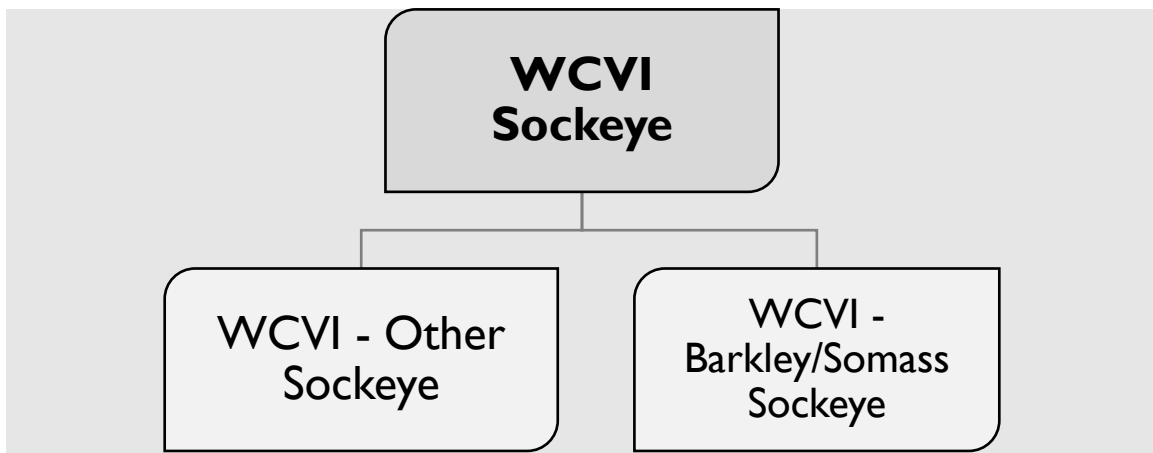 WCVI
Sockeye
WCVI - Other
Sockeye
WCVI -
Barkley/Somass
Sockeye